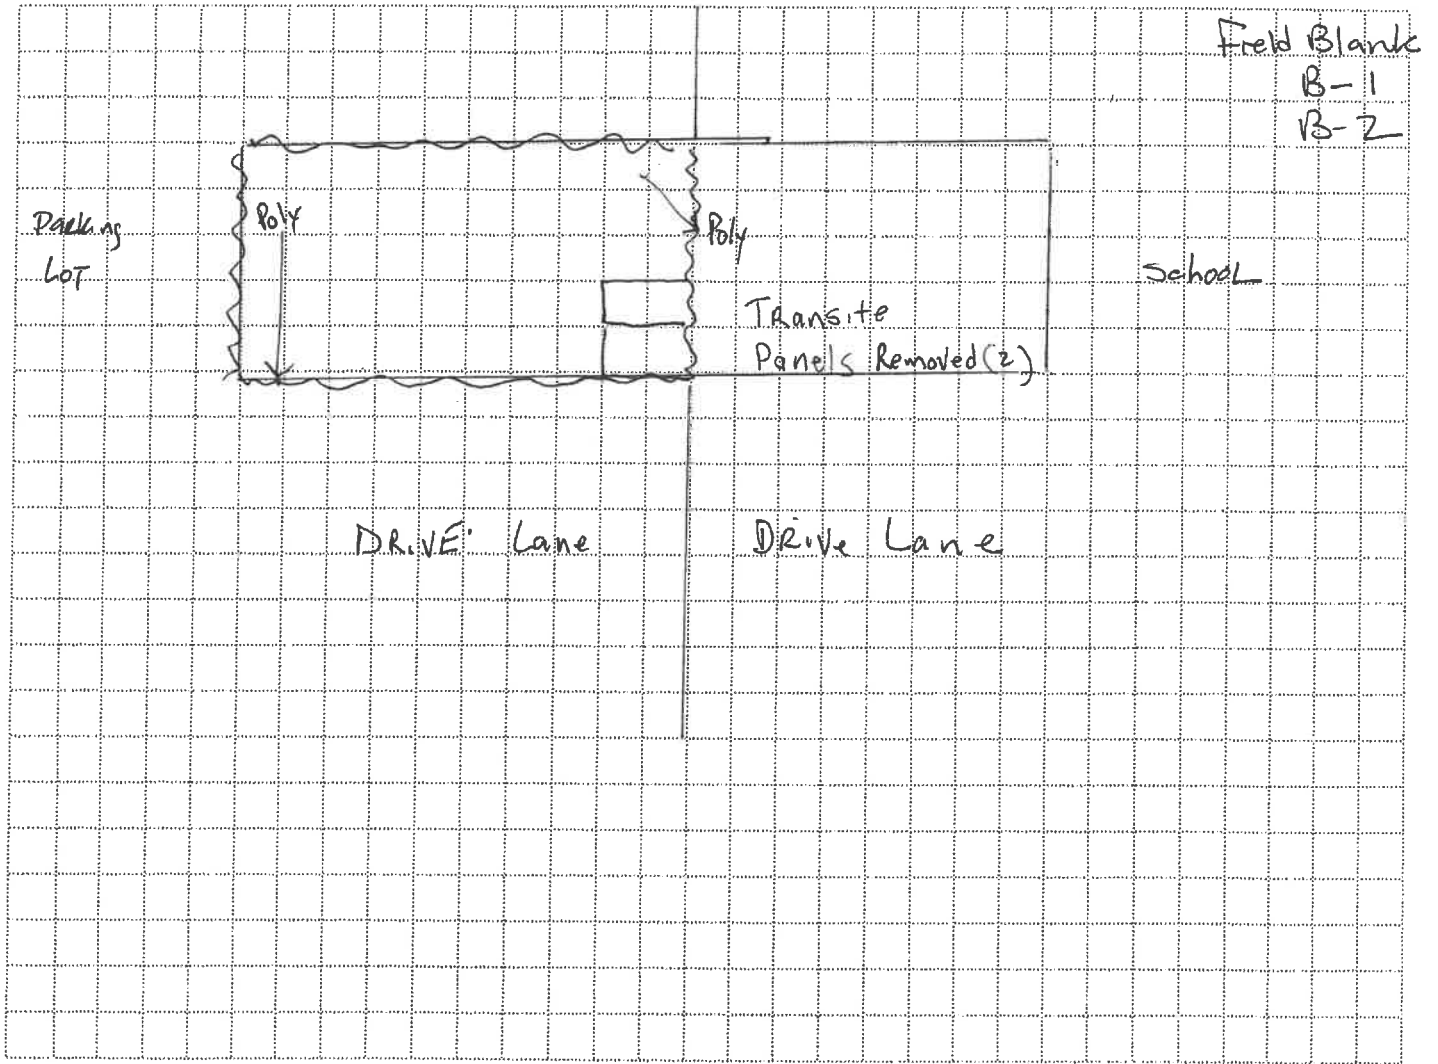 Field Blank
B-1
B-2
Parking
LOT
Poly
Poly
School
Transite
Panels Removed (2)
DRIVE Lane
Drive Lane